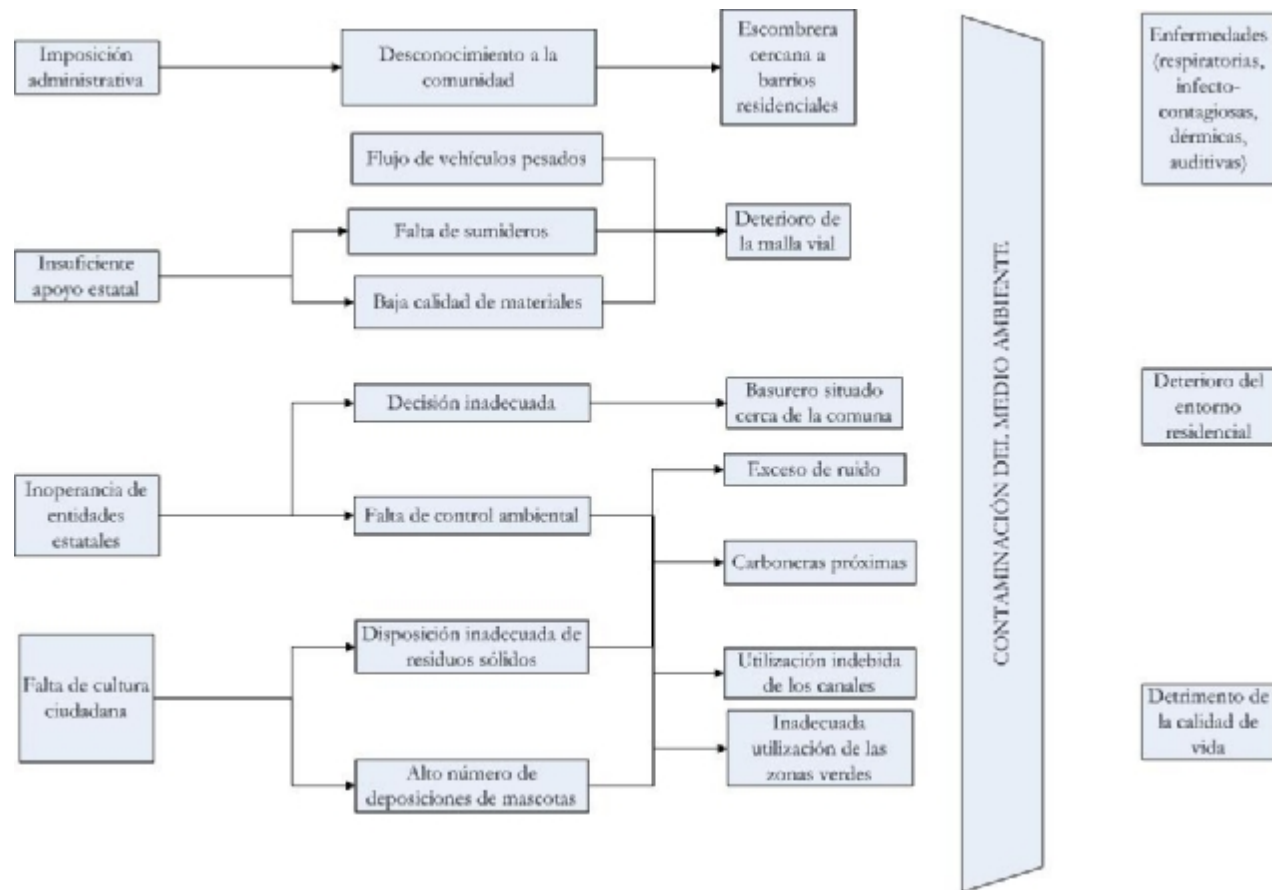 Imposición
administrativa
Desconocimiento a la
comunidad
Escombrera
cercana a
barrios
residenciales
Flujo de vehículos pesados
Insuficiente
apoyo estatal
Falta de sumideros
Baja calidad de materiales
Deterioro de
la malla vial
Inoperancia de
entidades
estatales
Decisión inadecuada
Basurero situado
cerca de la comuna
Falta de control ambiental
Exceso de ruido
Carboneras próximas
Falta de cultura
ciudadana
Disposición inadecuada de
residuos sólidos
Utilización indebida
de los canales
Alto número de
deposiciones de mascotas
Inadecuada
utilización de las
zonas verdes
CONTAMINACIÓN DEL MEDIO AMBIENTE
Enfermedades
(respiratorias,
infecto-
contagiosas,
dérmicas,
auditivas)
Deterioro del
entorno
residencial
Detrimento de
la calidad de
vida